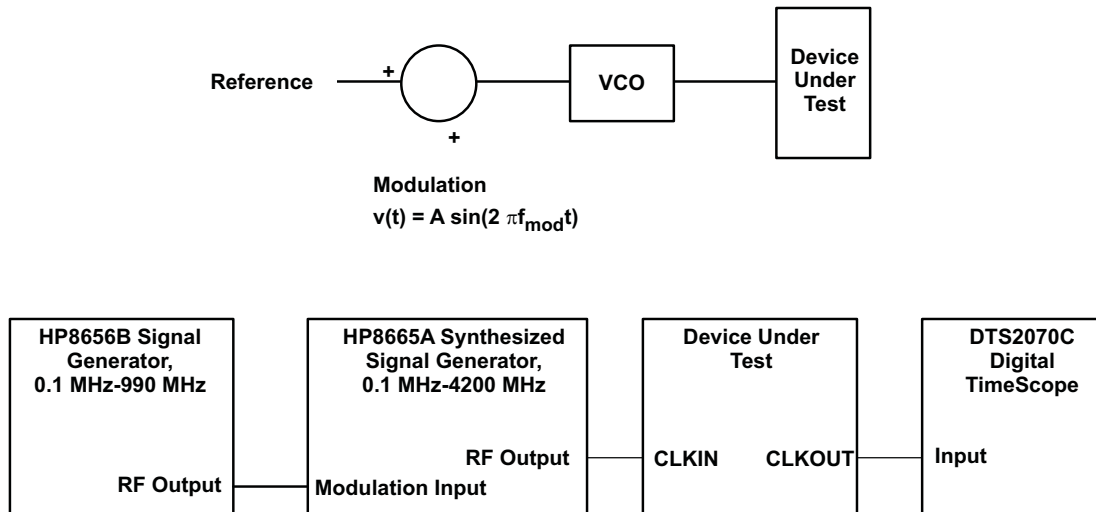 Reference
+
+
VCO
Device
Under
Test
Modulation
v(t) = A sin(2 πfmodt)
HP8656B Signal
Generator,
0.1 MHz-990 MHz
RF Output
HP8665A Synthesized
Signal Generator,
0.1 MHz-4200 MHz
RF Output
Modulation Input
Device Under
Test
CLKIN
CLKOUT
DTS2070C
Digital
TimeScope
Input